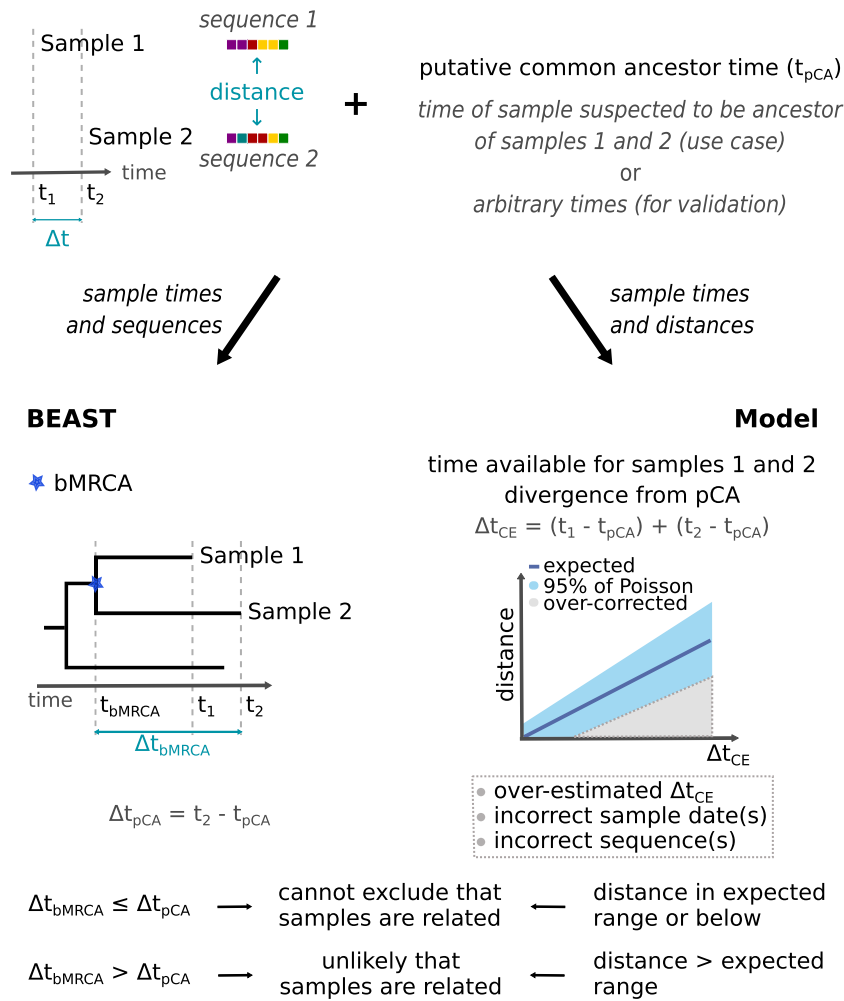 sequence 1
Sample 1
distance
Sample 2
sequence 2
time
t1 t2
Δt
+
putative common ancestor time (tpCA)
time of sample suspected to be ancestor
of samples 1 and 2 (use case)
or
arbitrary times (for validation)
sample times
and sequences
sample times
and distances
BEAST
bMRCA
Sample 1
Sample 2
time
tbMRCA t1 t2
ΔtbMRCA
ΔtpCA = t2 - tpCA
Model
time available for samples 1 and 2
divergence from pCA
ΔtCE = (t1 - tpCA) + (t2 - tpCA)
expected
95% of Poisson
over-corrected
distance
ΔtCE
over-estimated ΔtCE
incorrect sample date(s)
incorrect sequence(s)
ΔtbMRCA ≤ ΔtpCA
cannot exclude that
samples are related
distance in expected
range or below
ΔtbMRCA > ΔtpCA
unlikely that
samples are related
distance > expected
range